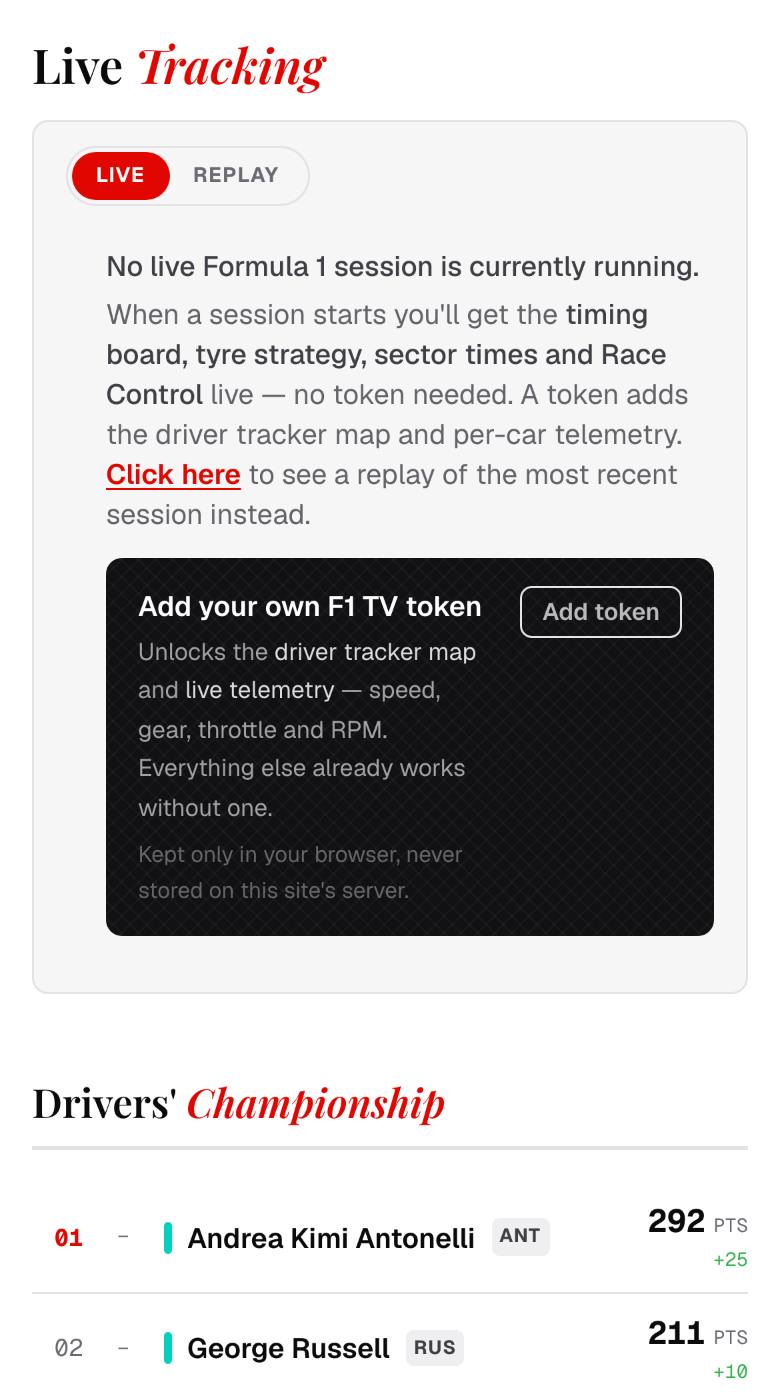 Live Tracking
LIVE REPLAY
No live Formula 1 session is currently running.
When a session starts you'll get the timing
board, tyre strategy, sector times and Race
Control live — no token needed. A token adds
the driver tracker map and per-car telemetry.
Click here to see a replay of the most recent
session instead.
Add your own F1 TV token
Add token
Unlocks the driver tracker map
and live telemetry — speed,
gear, throttle and RPM.
Everything else already works
without one.
Kept only in your browser, never
stored on this site's server.
Drivers' Championship
01 – Andrea Kimi Antonelli ANT 292 PTS
+25
02 – George Russell RUS 211 PTS
+10